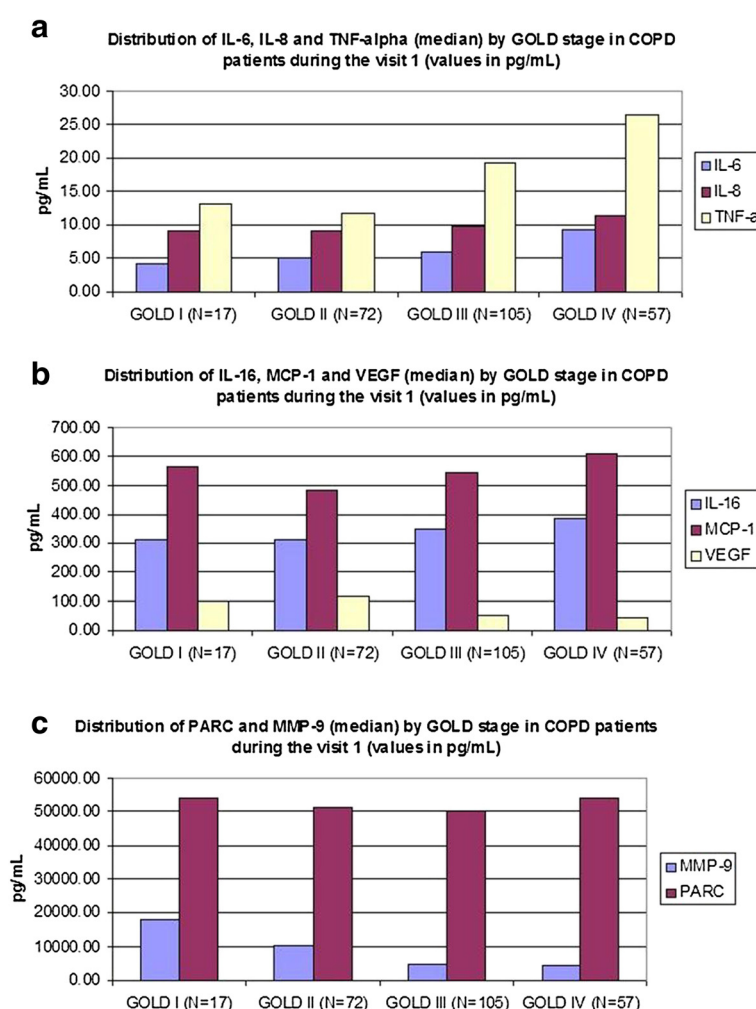 a
Distribution of IL-6, IL-8 and TNF-alpha (median) by GOLD stage in COPD
patients during the visit 1 (values in pg/mL)
30.00
25.00
20.00
15.00
10.00
5.00
0.00
pg/mL
GOLD I (N=17) GOLD II (N=72) GOLD III (N=105) GOLD IV (N=57)
IL-6
IL-8
TNF-a
b
Distribution of IL-16, MCP-1 and VEGF (median) by GOLD stage in COPD
patients during the visit 1 (values in pg/mL)
700.00
600.00
500.00
400.00
300.00
200.00
100.00
0.00
pg/mL
GOLD I (N=17) GOLD II (N=72) GOLD III (N=105) GOLD IV (N=57)
IL-16
MCP-1
VEGF
c
Distribution of PARC and MMP-9 (median) by GOLD stage in COPD patients
during the visit 1 (values in pg/mL)
60000.00
50000.00
40000.00
30000.00
20000.00
10000.00
0.00
pg/mL
GOLD I (N=17) GOLD II (N=72) GOLD III (N=105) GOLD IV (N=57)
MMP-9
PARC